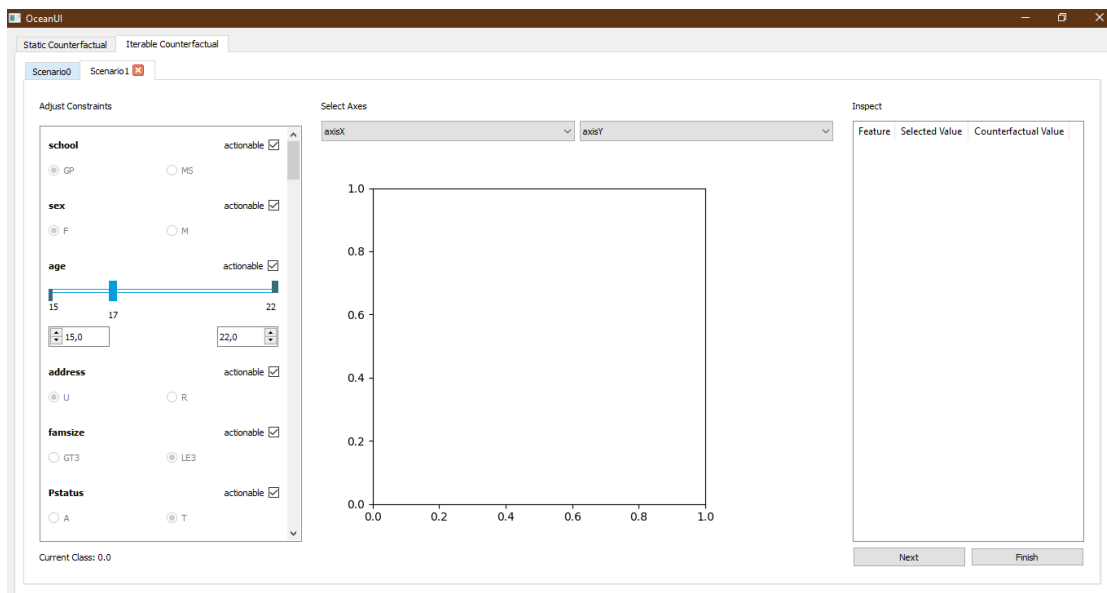 OceanUI
Static Counterfactual Iterable Counterfactual
Scenario0 Scenario1
Adjust Constraints
school actionable
GP MS
sex actionable
F M
age actionable
15 22
17
15,0 22,0
address actionable
U R
famsize actionable
GT3 LE3
Pstatus actionable
A T
Current Class: 0.0
Select Axes
axisX axisY
1.0
0.8
0.6
0.4
0.2
0.0
0.0 0.2 0.4 0.6 0.8 1.0
Inspect
Feature Selected Value Counterfactual Value
Next Finish